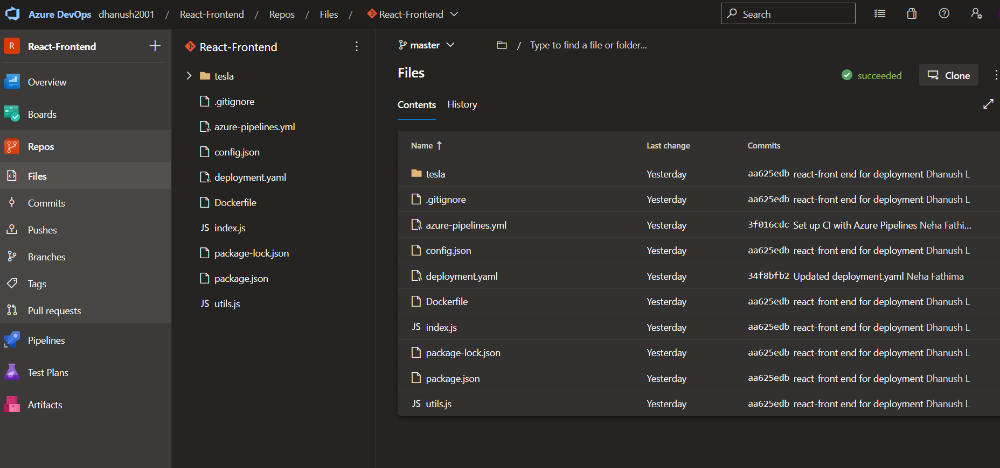 Azure DevOps dhanush2001 / React-Frontend / Repos / Files / React-Frontend
Search
R React-Frontend
Overview
Boards
Repos
Files
Commits
Pushes
Branches
Tags
Pull requests
Pipelines
Test Plans
Artifacts
React-Frontend
tesla
.gitignore
azure-pipelines.yml
config.json
deployment.yaml
Dockerfile
JS index.js
package-lock.json
package.json
JS utils.js
master / Type to find a file or folder...
Files
succeeded Clone
Contents History
Name Last change Commits
tesla Yesterday aa625edb react-front end for deployment Dhanush L
.gitignore Yesterday aa625edb react-front end for deployment Dhanush L
azure-pipelines.yml Yesterday 3f016cdc Set up CI with Azure Pipelines Neha Fathi...
config.json Yesterday aa625edb react-front end for deployment Dhanush L
deployment.yaml Yesterday 34f8bfb2 Updated deployment.yaml Neha Fathima
Dockerfile Yesterday aa625edb react-front end for deployment Dhanush L
JS index.js Yesterday aa625edb react-front end for deployment Dhanush L
package-lock.json Yesterday aa625edb react-front end for deployment Dhanush L
package.json Yesterday aa625edb react-front end for deployment Dhanush L
JS utils.js Yesterday aa625edb react-front end for deployment Dhanush L